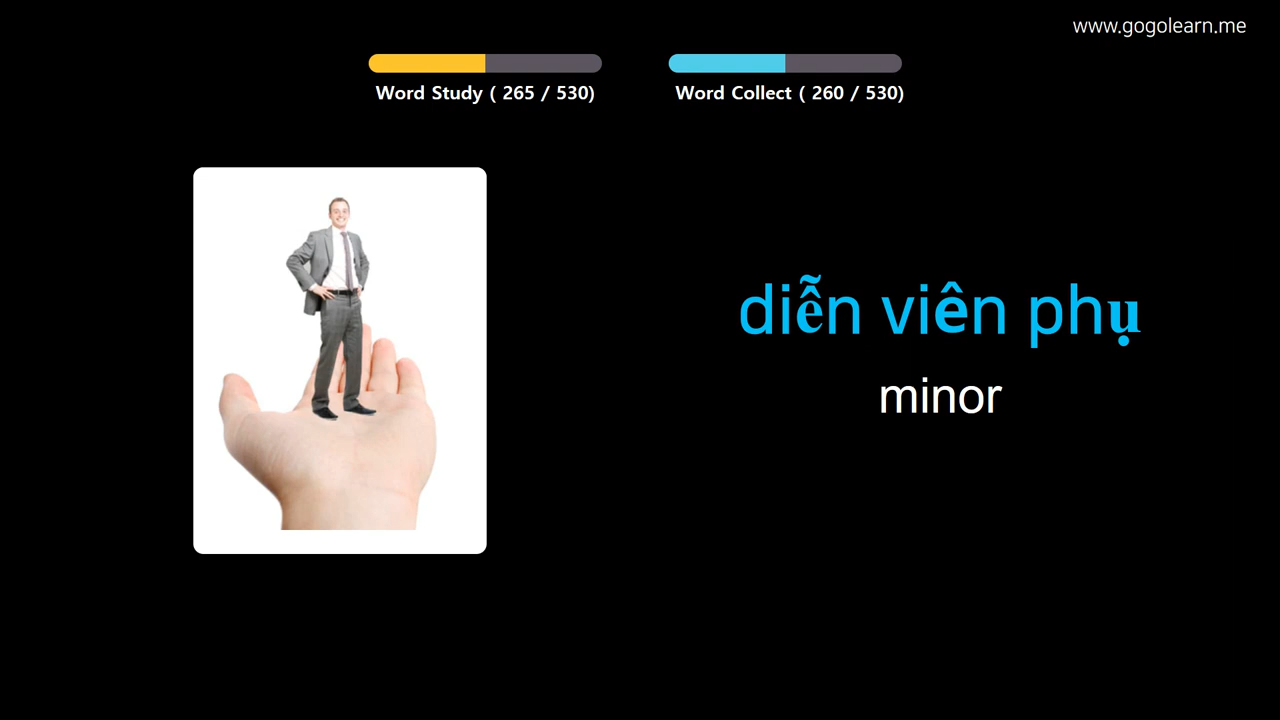 www.gogolearn.me
Word Study ( 265 / 530)
Word Collect ( 260 / 530)
diễn viên phụ
minor